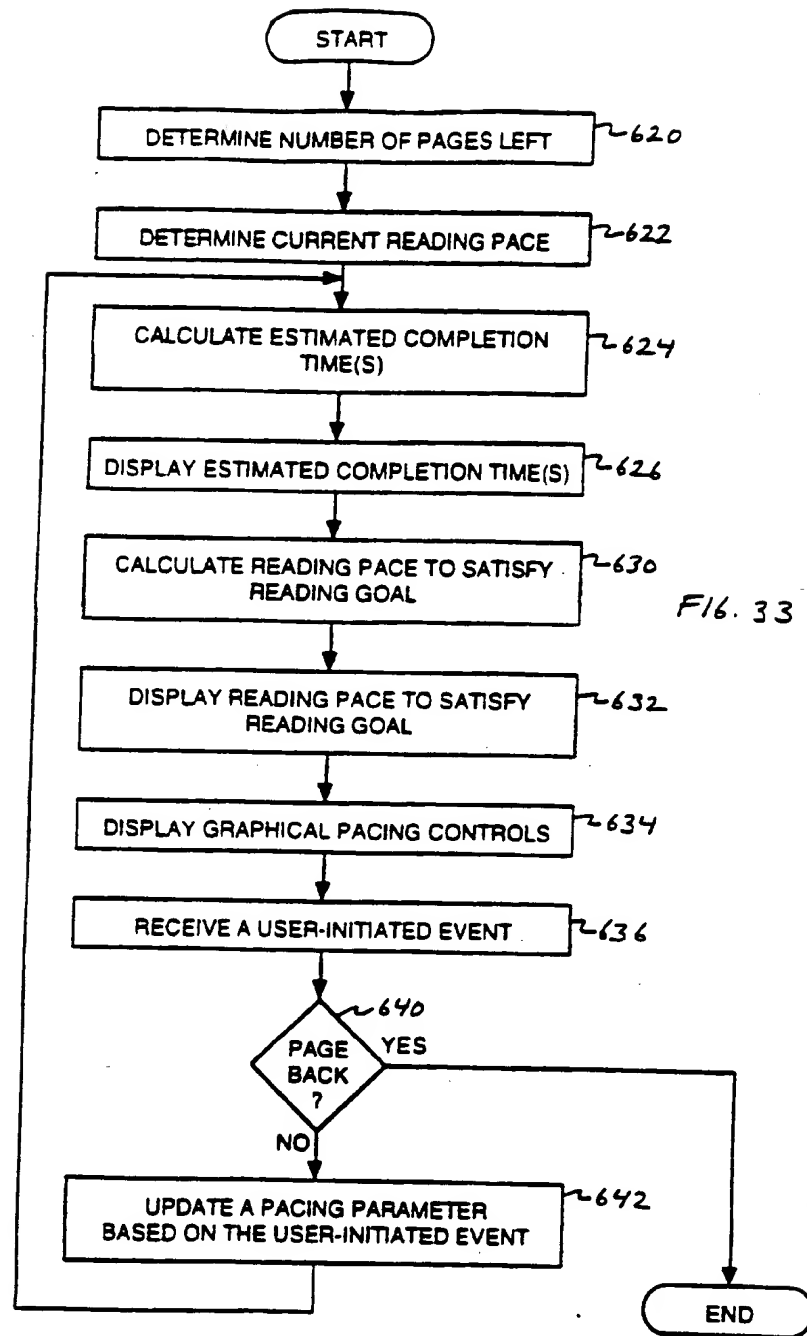 START
DETERMINE NUMBER OF PAGES LEFT
620
DETERMINE CURRENT READING PACE
622
CALCULATE ESTIMATED COMPLETION
TIME(S)
624
DISPLAY ESTIMATED COMPLETION TIME(S)
626
CALCULATE READING PACE TO SATISFY
READING GOAL
630
FIG. 33
DISPLAY READING PACE TO SATISFY
READING GOAL
632
DISPLAY GRAPHICAL PACING CONTROLS
634
RECEIVE A USER-INITIATED EVENT
636
640
PAGE
BACK
?
YES
NO
UPDATE A PACING PARAMETER
BASED ON THE USER-INITIATED EVENT
642
END